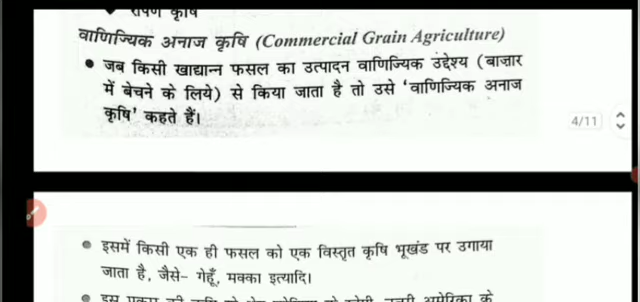 रोपण कृषि
वाणिज्यिक अनाज कृषि (Commercial Grain Agriculture)
● जब किसी खाद्यान्न फसल का उत्पादन वाणिज्यिक उद्देश्य (बाज़ार
में बेचने के लिये) से किया जाता है तो उसे ‘वाणिज्यिक अनाज
कृषि’ कहते हैं।
4/11
● इसमें किसी एक ही फसल को एक विस्तृत कृषि भूखंड पर उगाया
जाता है, जैसे- गेहूँ, मक्का इत्यादि।